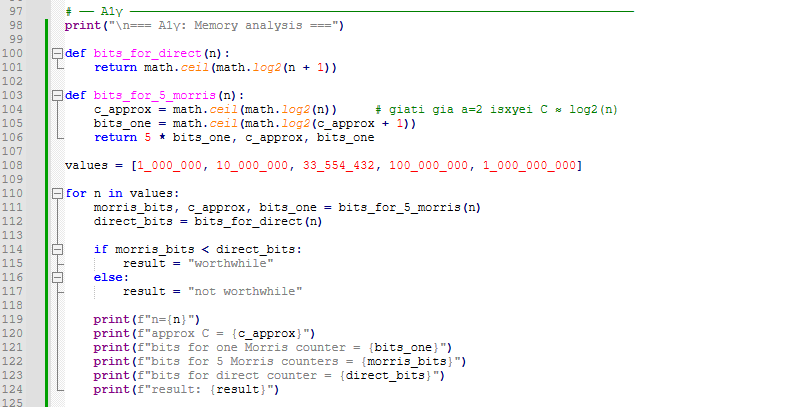 97 # — A1γ ————————————————————————————————
98 print("\n=== A1γ: Memory analysis ===")
99
100 def bits_for_direct(n):
101     return math.ceil(math.log2(n + 1))
102
103 def bits_for_5_morris(n):
104     c_approx = math.ceil(math.log2(n))     # giati gia a=2 isxyei C ≈ log2(n)
105     bits_one = math.ceil(math.log2(c_approx + 1))
106     return 5 * bits_one, c_approx, bits_one
107
108 values = [1_000_000, 10_000_000, 33_554_432, 100_000_000, 1_000_000_000]
109
110 for n in values:
111     morris_bits, c_approx, bits_one = bits_for_5_morris(n)
112     direct_bits = bits_for_direct(n)
113
114     if morris_bits < direct_bits:
115         result = "worthwhile"
116     else:
117         result = "not worthwhile"
118
119     print(f"n={n}")
120     print(f"approx C = {c_approx}")
121     print(f"bits for one Morris counter = {bits_one}")
122     print(f"bits for 5 Morris counters = {morris_bits}")
123     print(f"bits for direct counter = {direct_bits}")
124     print(f"result: {result}")
125